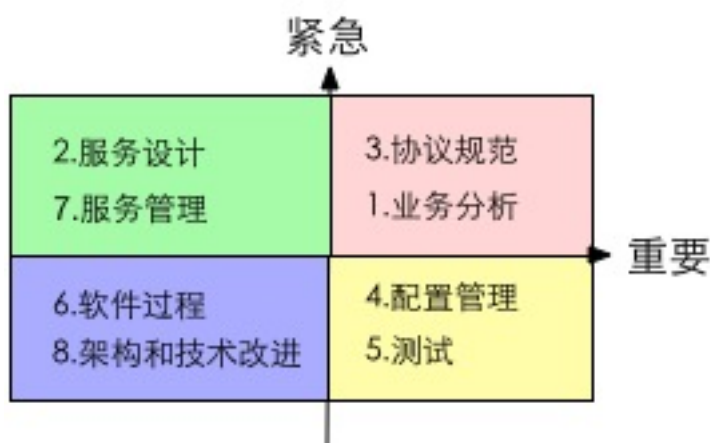 紧急
2.服务设计
7.服务管理
3.协议规范
1.业务分析
重要
6.软件过程
8.架构和技术改进
4.配置管理
5.测试